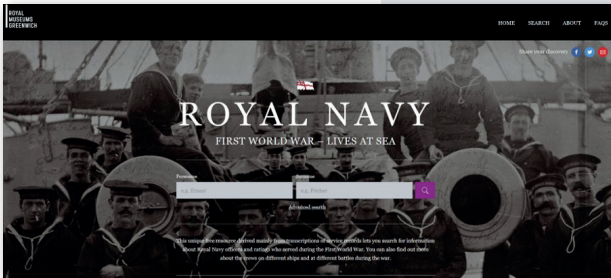 ROYAL
MUSEUMS
GREENWICH
HOME SEARCH ABOUT FAQS
Share your discovery
ROYAL NAVY
FIRST WORLD WAR – LIVES AT SEA
Forename Surname
e.g. Ernest e.g. Porter
Advanced search
This unique free resource derived mainly from transcriptions of service records lets you search for information
about Royal Navy officers and ratings who served during the First World War. You can also find out more
about the crews on different ships and at different battles during the war.